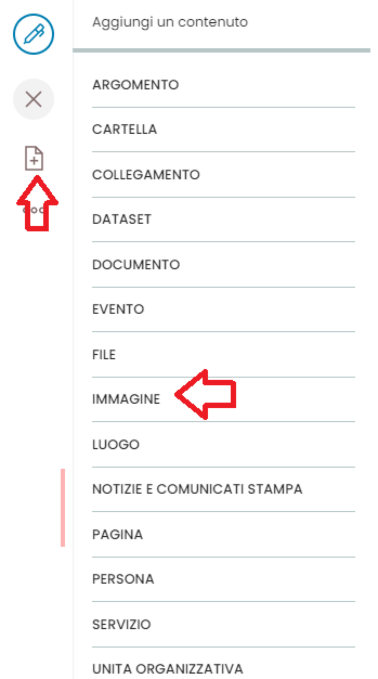 Aggiungi un contenuto
ARGOMENTO
CARTELLA
COLLEGAMENTO
DATASET
DOCUMENTO
EVENTO
FILE
IMMAGINE
LUOGO
NOTIZIE E COMUNICATI STAMPA
PAGINA
PERSONA
SERVIZIO
UNITA ORGANIZZATIVA